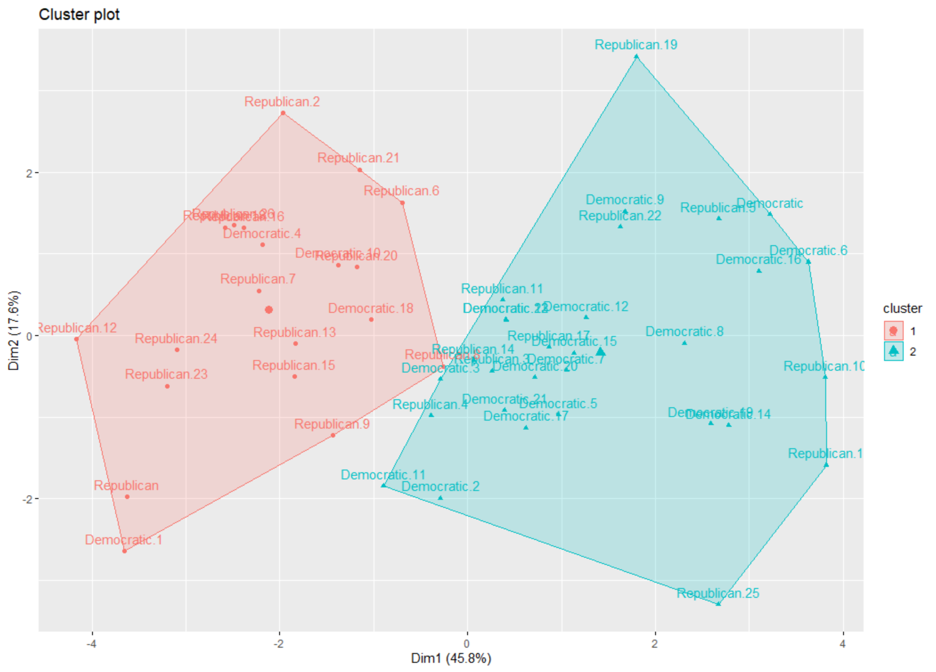 Cluster plot
Republican.19
Republican.2
Republican.21
Republican.6
Democratic.9
Republican.5
Democratic
Republican.22
Democratic.4
Democratic.10
Republican.20
Democratic.6
Democratic.16
Republican.7
Republican.11
Democratic.18
Democratic.12
Republican.12
Republican.13
Republican.24
Republican.17
Democratic.15
Democratic.8
Republican.14
Republican.3
Democratic.7
Democratic.3
Democratic.20
Republican.15
Republican.23
Republican.10
Republican.4
Democratic.21
Democratic.5
Democratic.17
Democratic.19
Democratic.14
Republican.9
Republican.1
Democratic.11
Democratic.2
Republican
Democratic.1
Republican.25
2
0
-2
-4
-2
0
2
4
Dim1 (45.8%)
Dim2 (17.6%)
cluster
1
2